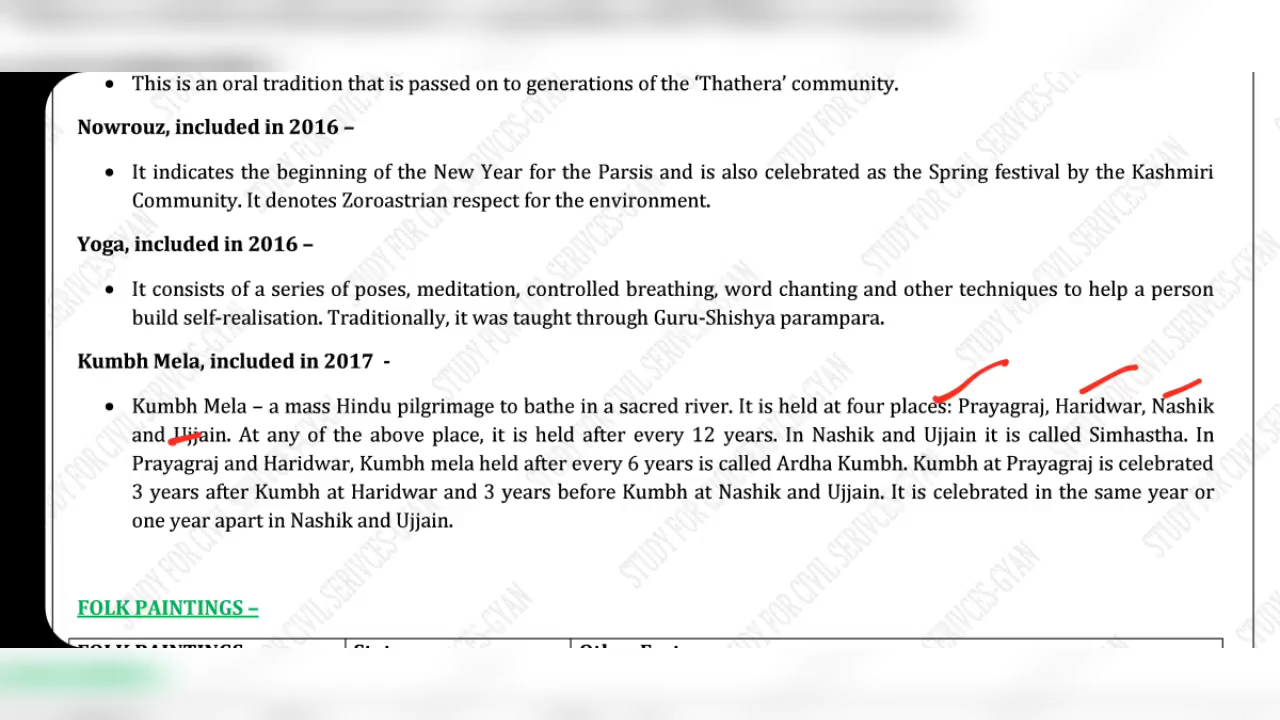 • This is an oral tradition that is passed on to generations of the ‘Thathera’ community.
Nowrouz, included in 2016 –
• It indicates the beginning of the New Year for the Parsis and is also celebrated as the Spring festival by the Kashmiri
Community. It denotes Zoroastrian respect for the environment.
Yoga, included in 2016 –
• It consists of a series of poses, meditation, controlled breathing, word chanting and other techniques to help a person
build self-realisation. Traditionally, it was taught through Guru-Shishya parampara.
Kumbh Mela, included in 2017 -
• Kumbh Mela – a mass Hindu pilgrimage to bathe in a sacred river. It is held at four places: Prayagraj, Haridwar, Nashik
and Ujjain. At any of the above place, it is held after every 12 years. In Nashik and Ujjain it is called Simhastha. In
Prayagraj and Haridwar, Kumbh mela held after every 6 years is called Ardha Kumbh. Kumbh at Prayagraj is celebrated
3 years after Kumbh at Haridwar and 3 years before Kumbh at Nashik and Ujjain. It is celebrated in the same year or
one year apart in Nashik and Ujjain.
FOLK PAINTINGS –
STUDY FOR CIVIL SERIVCES-GYAN